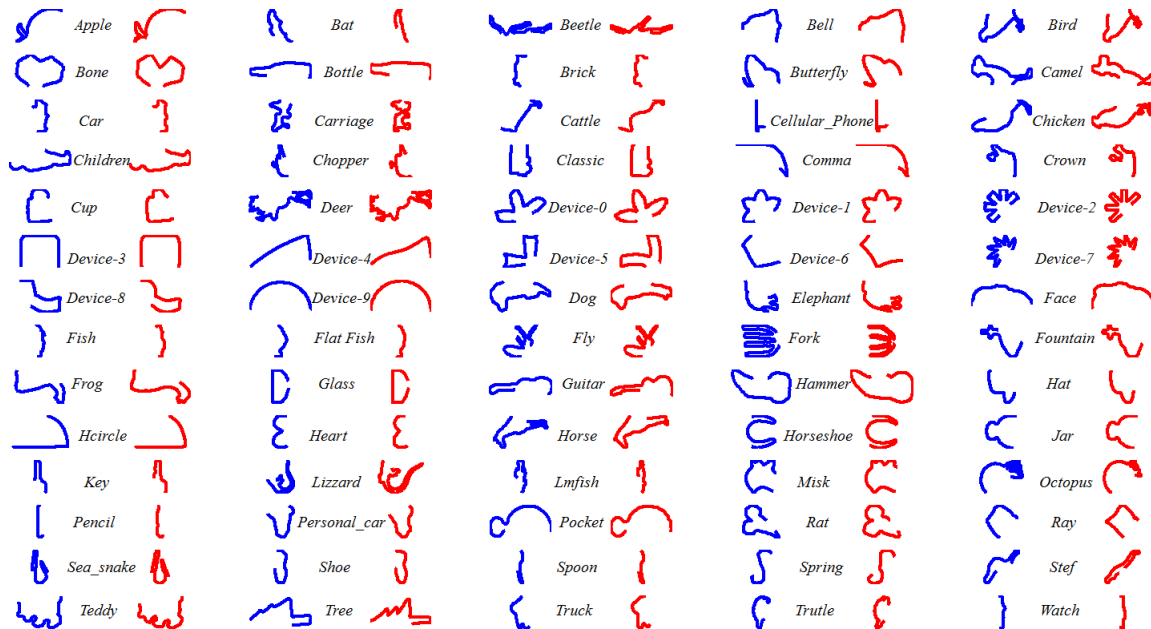 Apple Bat Beetle Bell Bird
Bone Bottle Brick Butterfly Camel
Car Carriage Cattle Cellular_Phone Chicken
Children Chopper Classic Comma Crown
Cup Deer Device-0 Device-1 Device-2
Device-3 Device-4 Device-5 Device-6 Device-7
Device-8 Device-9 Dog Elephant Face
Fish Flat Fish Fly Fork Fountain
Frog Glass Guitar Hammer Hat
Hcircle Heart Horse Horseshoe Jar
Key Lizzard Lmfish Misk Octopus
Pencil Personal_car Pocket Rat Ray
Sea_snake Shoe Spoon Spring Stef
Teddy Tree Truck Trutle Watch